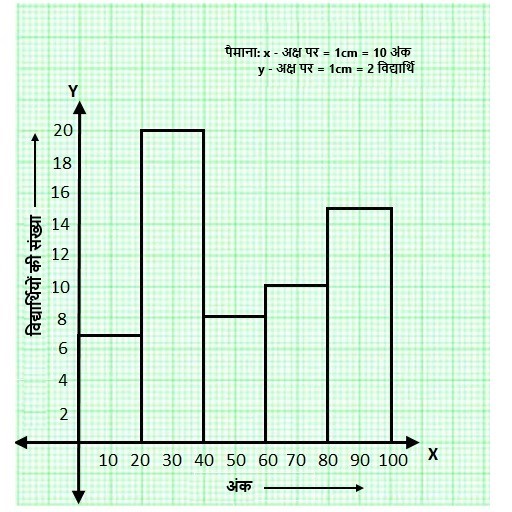 पैमाना: x - अक्ष पर = 1cm = 10 अंक
y - अक्ष पर = 1cm = 2 विद्यार्थि
Y
20
18
16
14
12
10
8
6
4
2
विद्यार्थियों की संख्या
10 20 30 40 50 60 70 80 90 100
X
अंक